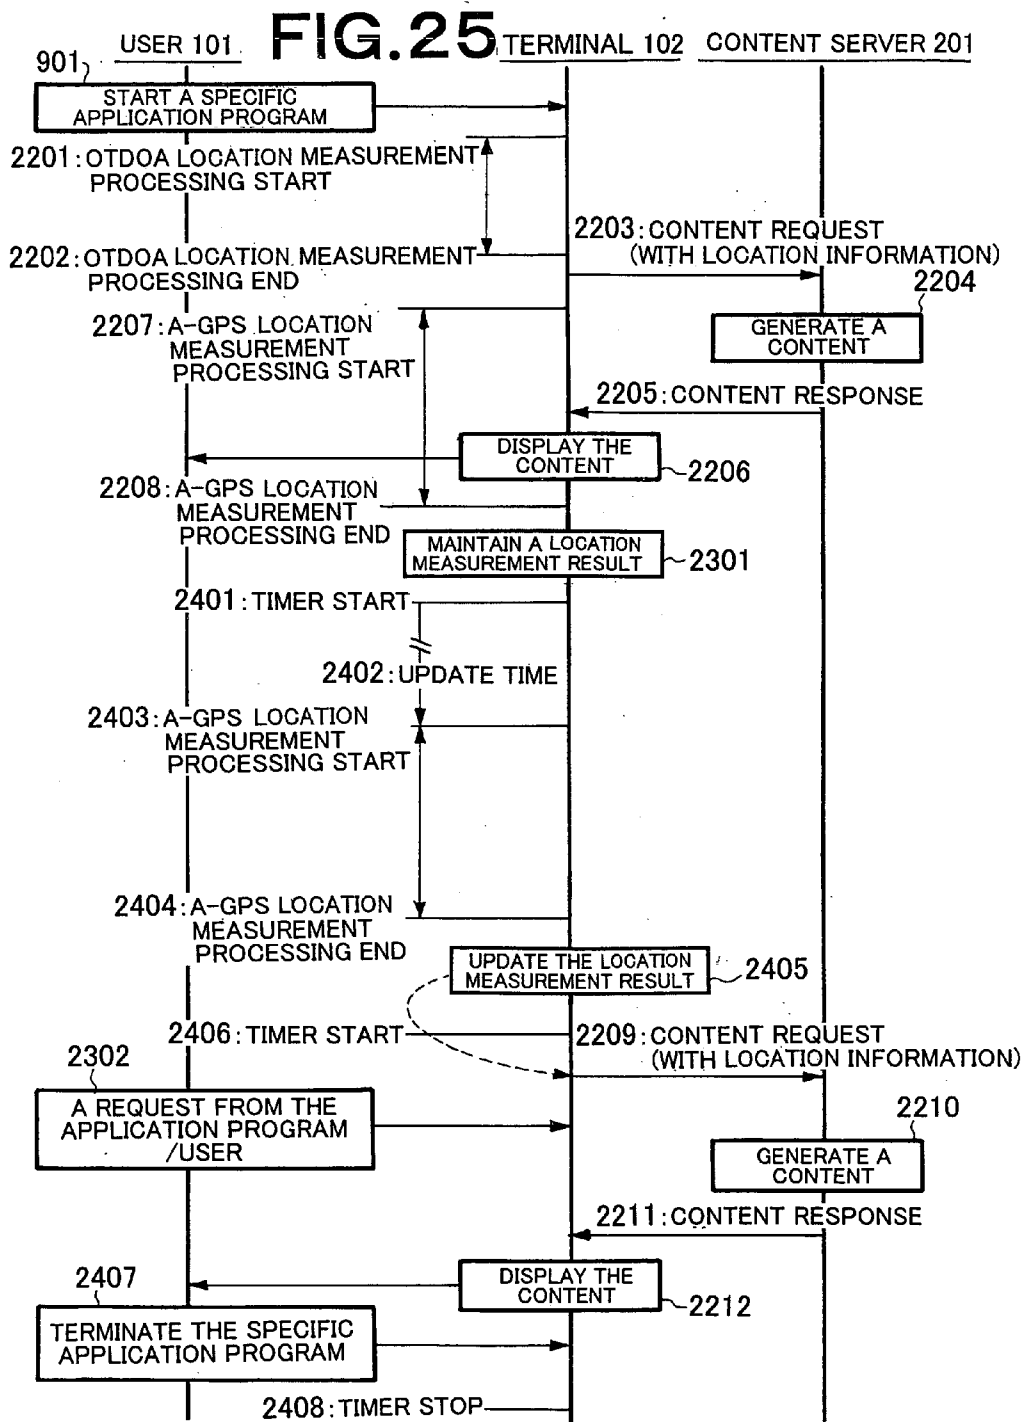 FIG.25
USER 101
TERMINAL 102
CONTENT SERVER 201
901
START A SPECIFIC
APPLICATION PROGRAM
2201:OTDOA LOCATION MEASUREMENT
PROCESSING START
2202:OTDOA LOCATION MEASUREMENT
PROCESSING END
2203:CONTENT REQUEST
(WITH LOCATION INFORMATION)
2204
GENERATE A
CONTENT
2207:A-GPS LOCATION
MEASUREMENT
PROCESSING START
2205:CONTENT RESPONSE
DISPLAY THE
CONTENT
2206
2208:A-GPS LOCATION
MEASUREMENT
PROCESSING END
MAINTAIN A LOCATION
MEASUREMENT RESULT
2301
2401:TIMER START
2402:UPDATE TIME
2403:A-GPS LOCATION
MEASUREMENT
PROCESSING START
2404:A-GPS LOCATION
MEASUREMENT
PROCESSING END
UPDATE THE LOCATION
MEASUREMENT RESULT
2405
2406:TIMER START
2209:CONTENT REQUEST
(WITH LOCATION INFORMATION)
2302
A REQUEST FROM THE
APPLICATION PROGRAM
/USER
2210
GENERATE A
CONTENT
2211:CONTENT RESPONSE
DISPLAY THE
CONTENT
2212
2407
TERMINATE THE SPECIFIC
APPLICATION PROGRAM
2408:TIMER STOP